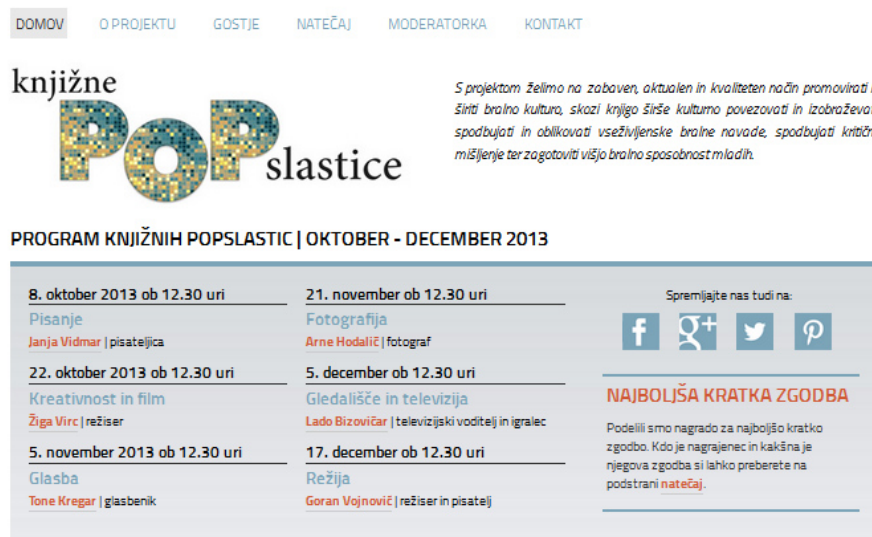 DOMOV O PROJEKTU GOSTJE NATEČAJ MODERATORKA KONTAKT
knjižne
POP
slastice
S projektom želimo na zabaven, aktualen in kvaliteten način promovirati
širiti bralno kulturo, skozi knjigo širše kulturno povezovati in izobraževat
spodbujati in oblikovati vseživljenske bralne navade, spodbujati kritičn
mišljenje ter zagotoviti višjo bralno sposobnost mladih.
PROGRAM KNJIŽNIH POPSLASTIC | OKTOBER - DECEMBER 2013
8. oktober 2013 ob 12.30 uri
Pisanje
Janja Vidmar | pisateljica
22. oktober 2013 ob 12.30 uri
Kreativnost in film
Žiga Virc | režiser
5. november 2013 ob 12.30 uri
Glasba
Tone Kregar | glasbenik
21. november ob 12.30 uri
Fotografija
Arne Hodalič | fotograf
5. december ob 12.30 uri
Gledališče in televizija
Lado Bizovičar | televizijski voditelj in igralec
17. december ob 12.30 uri
Režija
Goran Vojnovič | režiser in pisatelj
Spremljajte nas tudi na:
NAJBOLJŠA KRATKA ZGODBA
Podelili smo nagrado za najboljšo kratko
zgodbo. Kdo je nagrajenec in kakšna je
njegova zgodba si lahko preberete na
podstrani natečaj.